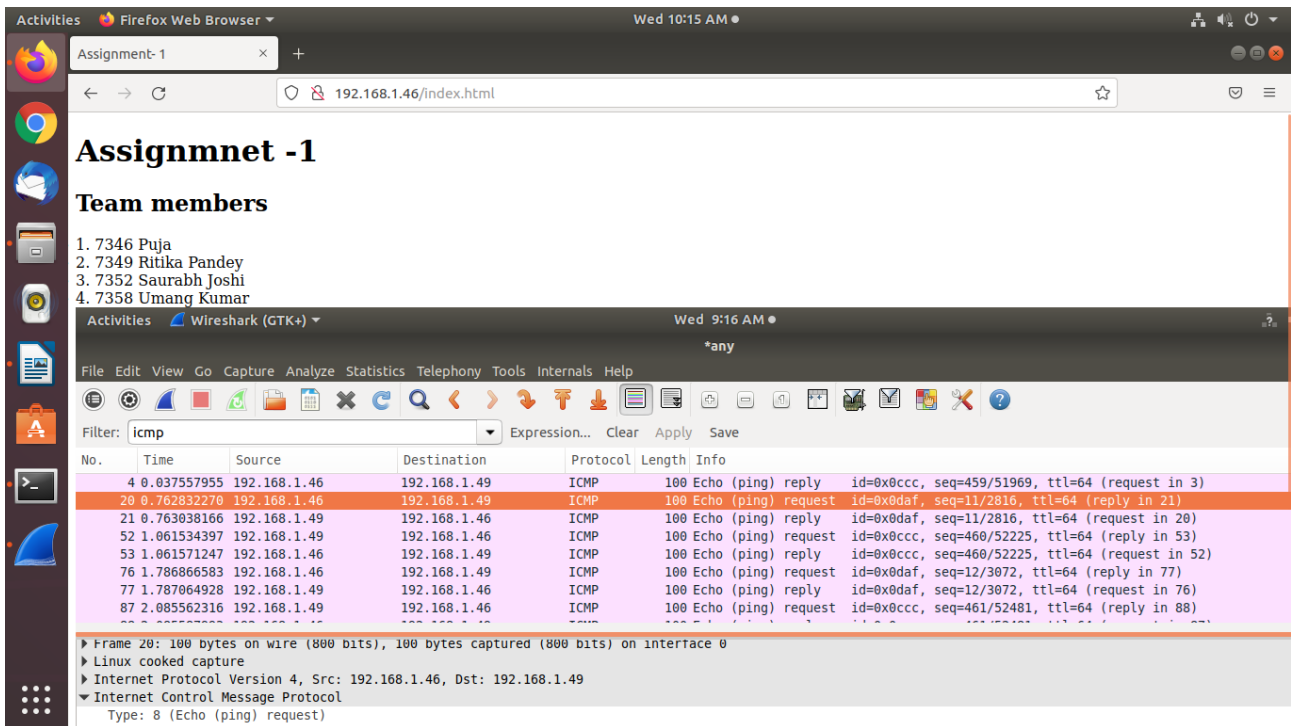 Activities Firefox Web Browser Wed 10:15 AM
Assignment- 1
192.168.1.46/index.html
Assignmnet -1
Team members
1. 7346 Puja
2. 7349 Ritika Pandey
3. 7352 Saurabh Joshi
4. 7358 Umang Kumar
Activities Wireshark (GTK+) Wed 9:16 AM
*any
File Edit View Go Capture Analyze Statistics Telephony Tools Internals Help
Filter: icmp Expression... Clear Apply Save
No. Time Source Destination Protocol Length Info
4 0.037557955 192.168.1.46 192.168.1.49 ICMP 100 Echo (ping) reply id=0x0ccc, seq=459/51969, ttl=64 (request in 3)
20 0.762832270 192.168.1.46 192.168.1.49 ICMP 100 Echo (ping) request id=0x0daf, seq=11/2816, ttl=64 (reply in 21)
21 0.763038166 192.168.1.49 192.168.1.46 ICMP 100 Echo (ping) reply id=0x0daf, seq=11/2816, ttl=64 (request in 20)
52 1.061534397 192.168.1.49 192.168.1.46 ICMP 100 Echo (ping) request id=0x0ccc, seq=460/52225, ttl=64 (reply in 53)
53 1.061571247 192.168.1.46 192.168.1.49 ICMP 100 Echo (ping) reply id=0x0ccc, seq=460/52225, ttl=64 (request in 52)
76 1.786866583 192.168.1.46 192.168.1.49 ICMP 100 Echo (ping) request id=0x0daf, seq=12/3072, ttl=64 (reply in 77)
77 1.787064928 192.168.1.49 192.168.1.46 ICMP 100 Echo (ping) reply id=0x0daf, seq=12/3072, ttl=64 (request in 76)
87 2.085562316 192.168.1.49 192.168.1.46 ICMP 100 Echo (ping) request id=0x0ccc, seq=461/52481, ttl=64 (reply in 88)
Frame 20: 100 bytes on wire (800 bits), 100 bytes captured (800 bits) on interface 0
Linux cooked capture
Internet Protocol Version 4, Src: 192.168.1.46, Dst: 192.168.1.49
Internet Control Message Protocol
Type: 8 (Echo (ping) request)